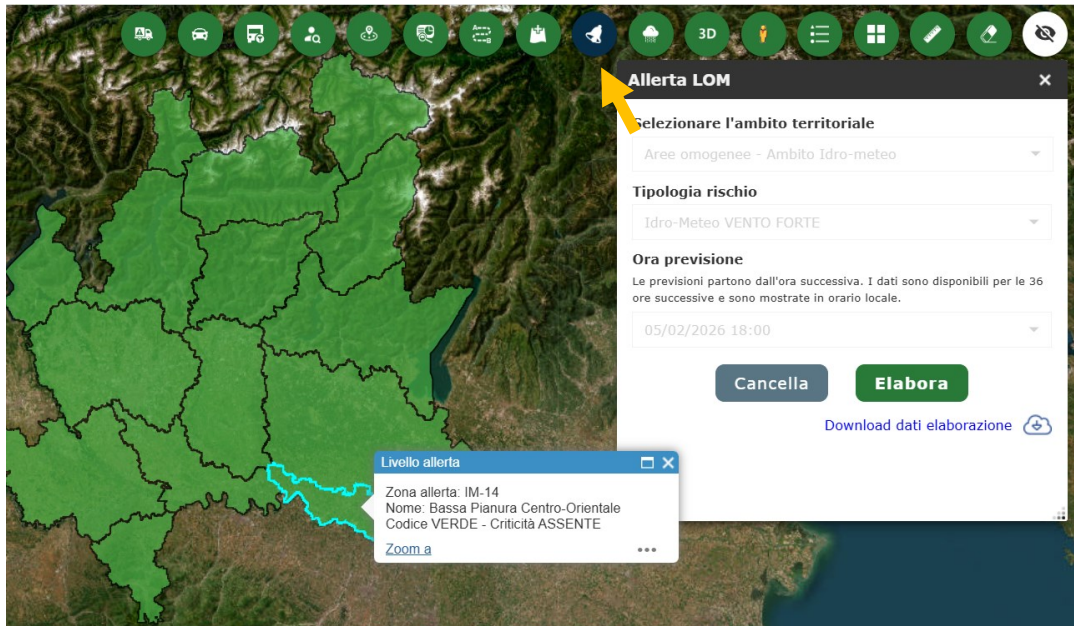 3D
Allerta LOM
Selezionare l'ambito territoriale
Aree omogenee - Ambito Idro-meteo
Tipologia rischio
Idro-Meteo VENTO FORTE
Ora previsione
Le previsioni partono dall'ora successiva. I dati sono disponibili per le 36
ore successive e sono mostrate in orario locale.
05/02/2026 18:00
Cancella
Elabora
Download dati elaborazione
Livello allerta
Zona allerta: IM-14
Nome: Bassa Pianura Centro-Orientale
Codice VERDE - Criticità ASSENTE
Zoom a